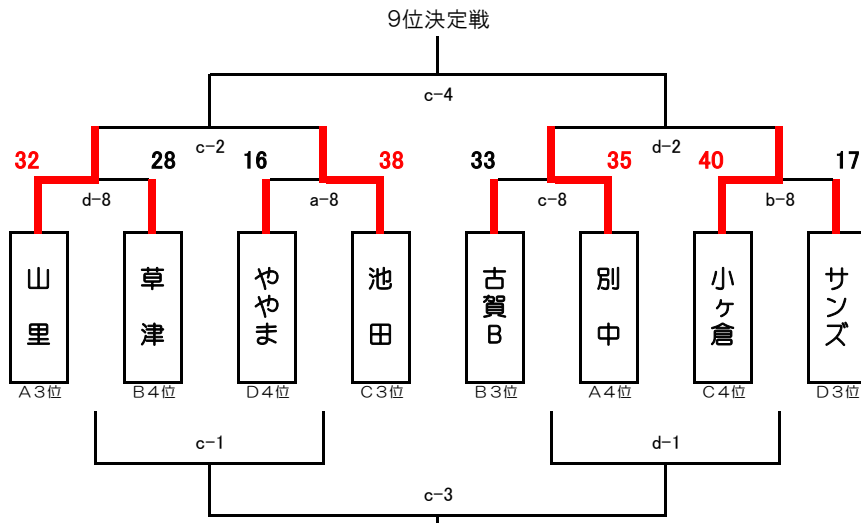 9位決定戦
c-4
c-2
d-2
32
28
16
38
33
35
40
17
d-8
a-8
c-8
b-8
山里
草津
ややま
池田
古賀B
別中
小ヶ倉
サンズ
A3位
B4位
D4位
C3位
B3位
A4位
C4位
D3位
c-1
d-1
c-3